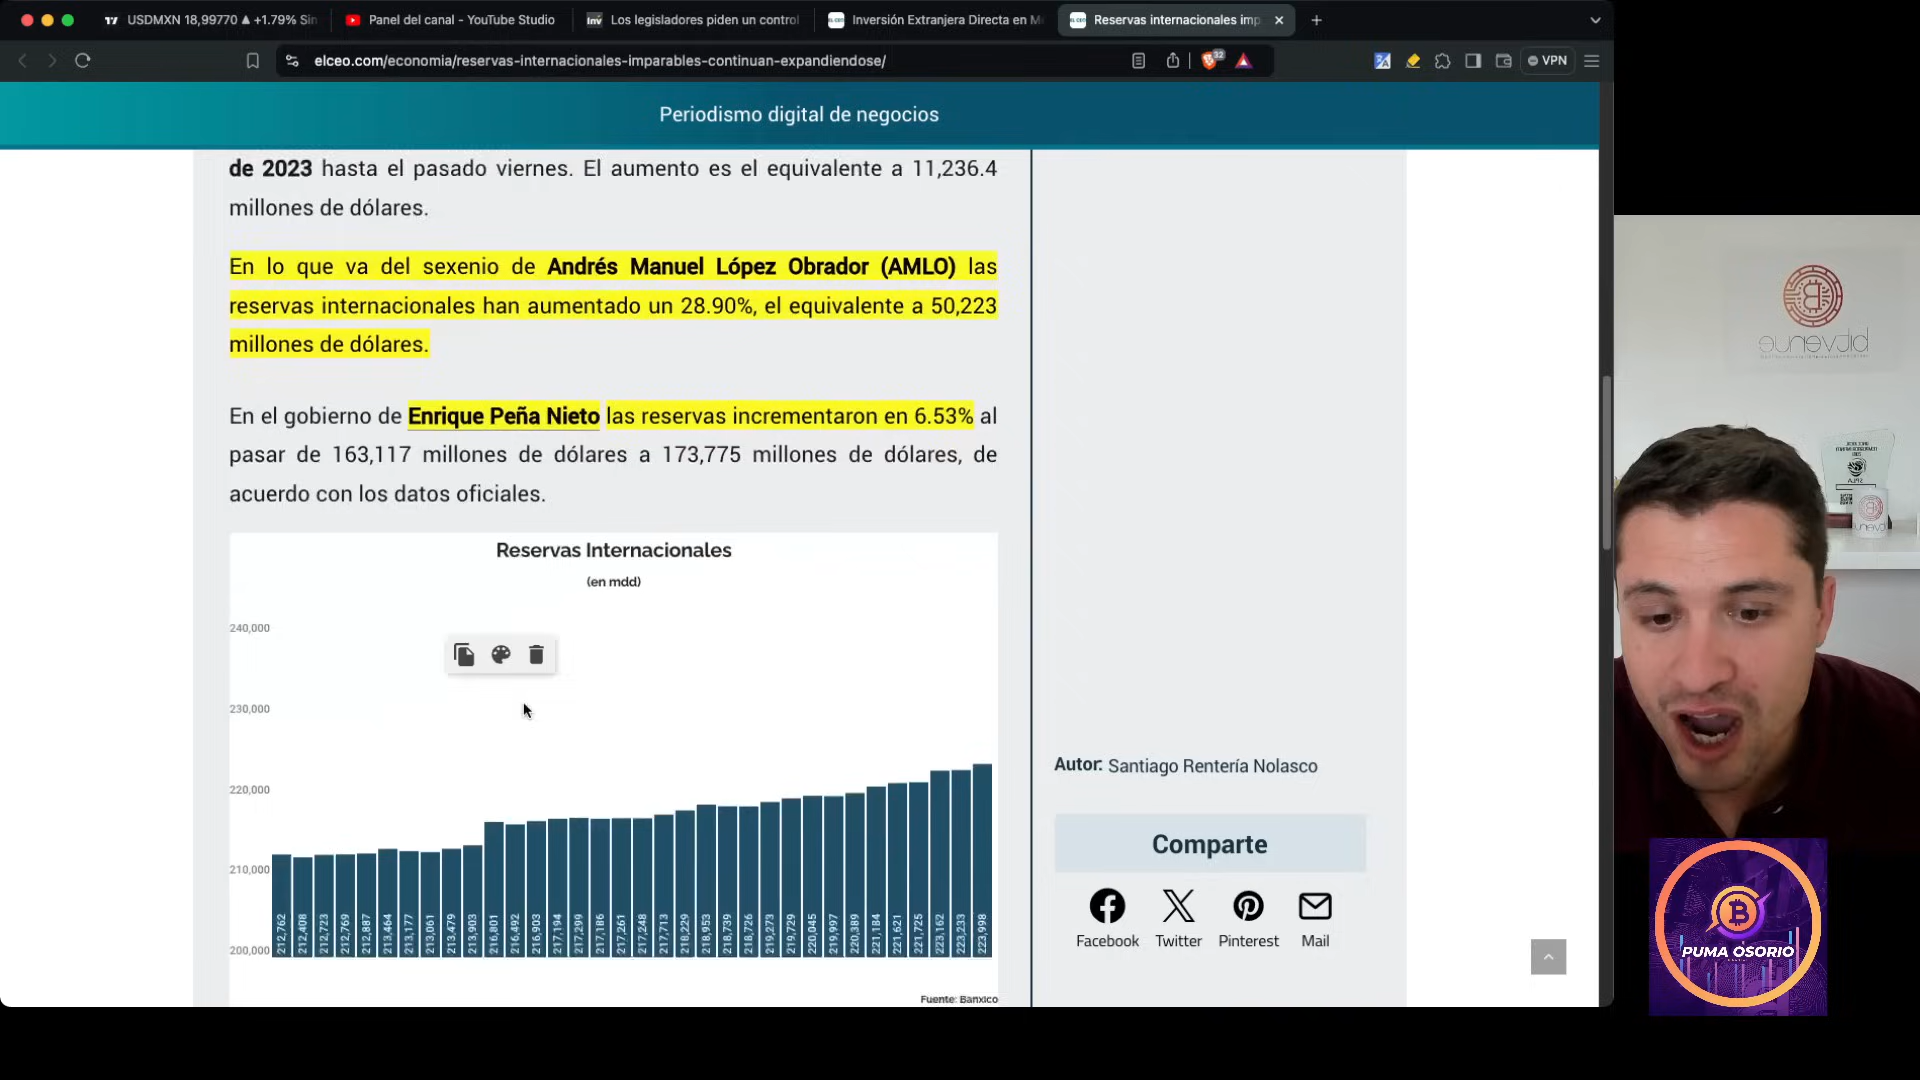 USDMXN 18,99770 ▲ +1.79% Sin
Panel del canal - YouTube Studio
Los legisladores piden un control
Inversión Extranjera Directa en M
Reservas internacionales imp
elceo.com/economia/reservas-internacionales-imparables-continuan-expandiendose/
32
VPN
Periodismo digital de negocios
de 2023 hasta el pasado viernes. El aumento es el equivalente a 11,236.4
millones de dólares.
En lo que va del sexenio de Andrés Manuel López Obrador (AMLO) las
reservas internacionales han aumentado un 28.90%, el equivalente a 50,223
millones de dólares.
En el gobierno de Enrique Peña Nieto las reservas incrementaron en 6.53% al
pasar de 163,117 millones de dólares a 173,775 millones de dólares, de
acuerdo con los datos oficiales.
Reservas Internacionales
(en mdd)
240,000
230,000
220,000
210,000
200,000
212,762
212,408
212,723
212,769
212,887
213,464
213,177
213,061
213,479
213,903
216,801
216,492
216,903
217,194
217,299
217,186
217,261
217,248
217,713
218,229
218,953
218,739
218,726
219,273
219,729
220,045
219,997
220,389
221,184
221,621
221,725
223,162
223,233
223,998
Fuente: Banxico
Autor: Santiago Rentería Nolasco
Comparte
Facebook
Twitter
Pinterest
Mail
bitvenue
PUMA OSORIO